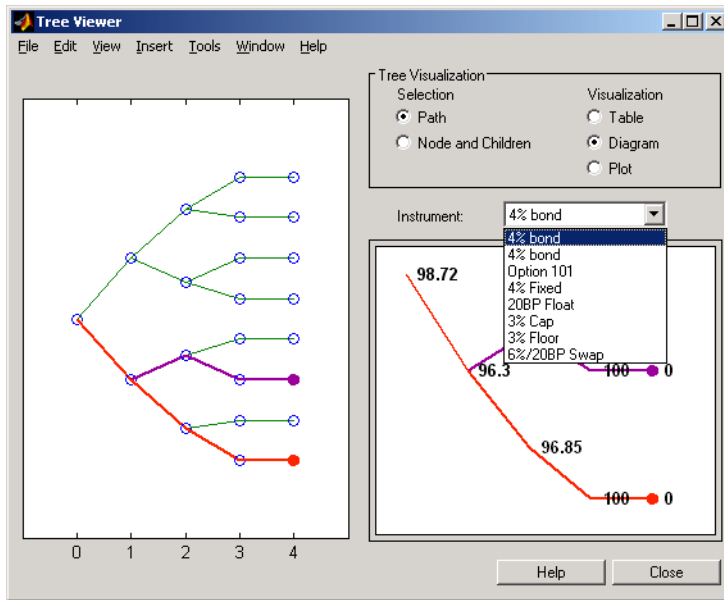 Tree Viewer
File Edit View Insert Tools Window Help
Tree Visualization
Selection
Path
Node and Children
Visualization
Table
Diagram
Plot
Instrument: 4% bond
4% bond
4% bond
Option 101
4% Fixed
20BP Float
3% Cap
3% Floor
6%/20BP Swap
98.72
96.3
100 0
96.85
100 0
0 1 2 3 4
Help Close